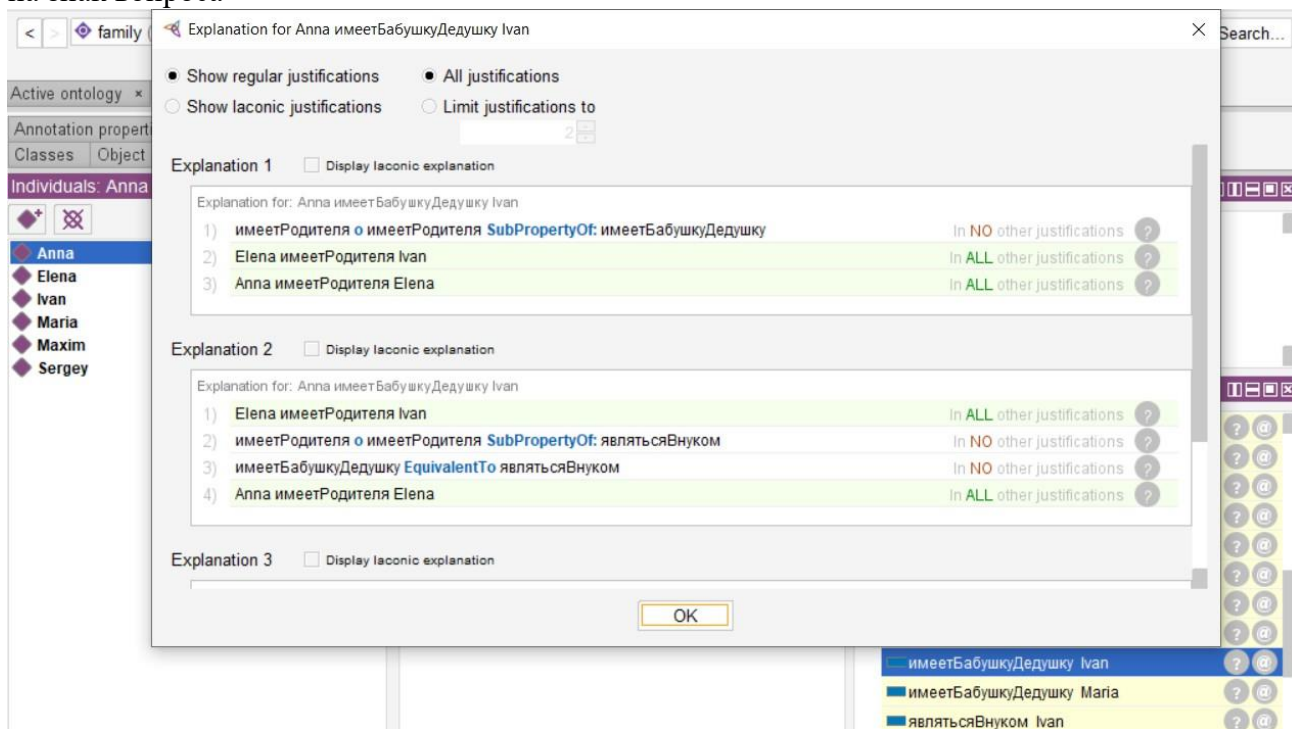 на знак вопроса
< > family (
Explanation for Anna имеетБабушкуДедушку Ivan
Search...
Show regular justifications
All justifications
Show laconic justifications
Limit justifications to
2
Active ontology ×
Annotation properti
Classes Object
Individuals: Anna
Anna
Elena
Ivan
Maria
Maxim
Sergey
Explanation 1 Display laconic explanation
Explanation for: Anna имеетБабушкуДедушку Ivan
1) имеетРодителя o имеетРодителя SubPropertyOf: имеетБабушкуДедушку In NO other justifications ?
2) Elena имеетРодителя Ivan In ALL other justifications ?
3) Anna имеетРодителя Elena In ALL other justifications ?
Explanation 2 Display laconic explanation
Explanation for: Anna имеетБабушкуДедушку Ivan
1) Elena имеетРодителя Ivan In ALL other justifications ?
2) имеетРодителя o имеетРодителя SubPropertyOf: являтьсяВнуком In NO other justifications ?
3) имеетБабушкуДедушку EquivalentTo являтьсяВнуком In NO other justifications ?
4) Anna имеетРодителя Elena In ALL other justifications ?
Explanation 3 Display laconic explanation
OK
имеетБабушкуДедушку Ivan ? @
имеетБабушкуДедушку Maria ? @
являтьсяВнуком Ivan ? @